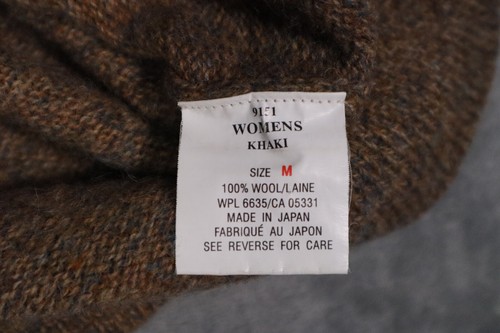 9151
WOMENS
KHAKI
SIZE M
100% WOOL/LAINE
WPL 6635/CA 05331
MADE IN JAPAN
FABRIQUÉ AU JAPON
SEE REVERSE FOR CARE